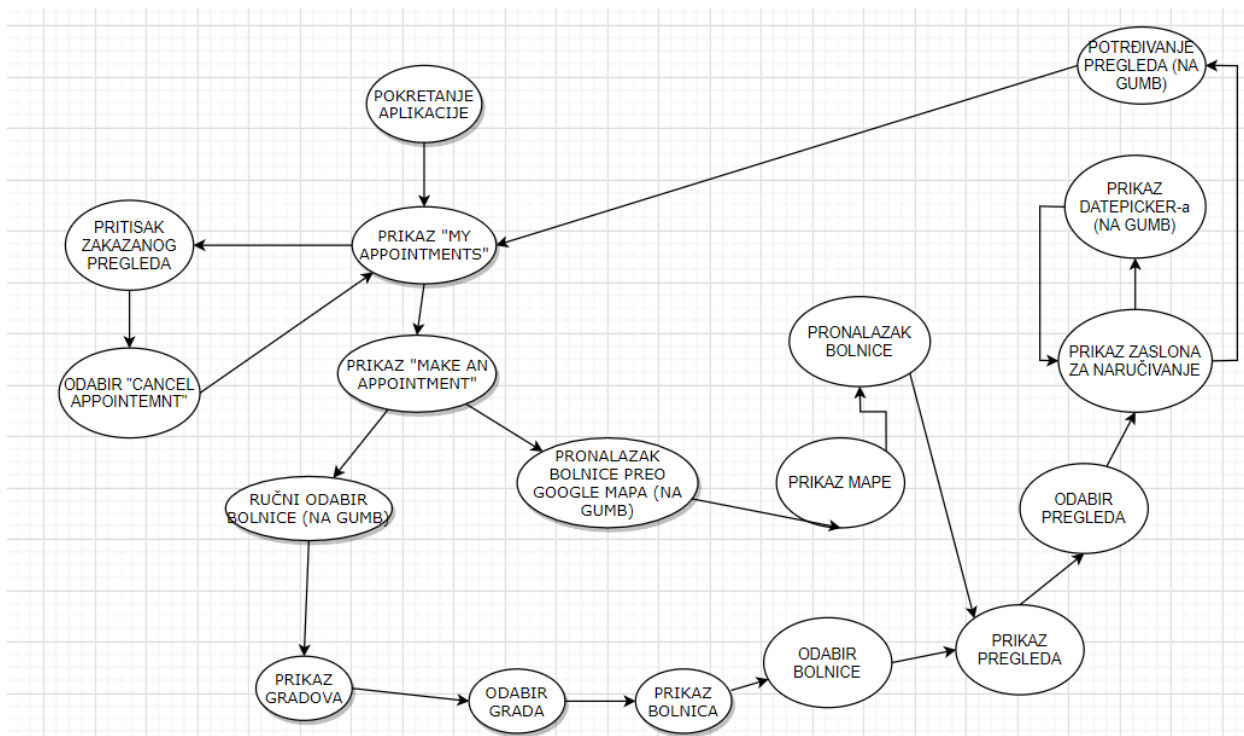 POTRĐIVANJE
PREGLEDA (NA
GUMB)
POKRETANJE
APLIKACIJE
PRIKAZ
DATEPICKER-a
(NA GUMB)
PRITISAK
ZAKAZANOG
PREGLEDA
PRIKAZ "MY
APPOINTMENTS"
PRONALAZAK
BOLNICE
PRIKAZ ZASLONA
ZA NARUČIVANJE
PRIKAZ "MAKE AN
APPOINTMENT"
ODABIR "CANCEL
APPOINTEMNT"
PRONALAZAK
BOLNICE PREO
GOOGLE MAPA (NA
GUMB)
PRIKAZ MAPE
RUČNI ODABIR
BOLNICE (NA GUMB)
ODABIR
PREGLEDA
PRIKAZ
GRADOVA
ODABIR
GRADA
PRIKAZ
BOLNICA
ODABIR
BOLNICE
PRIKAZ
PREGLEDA